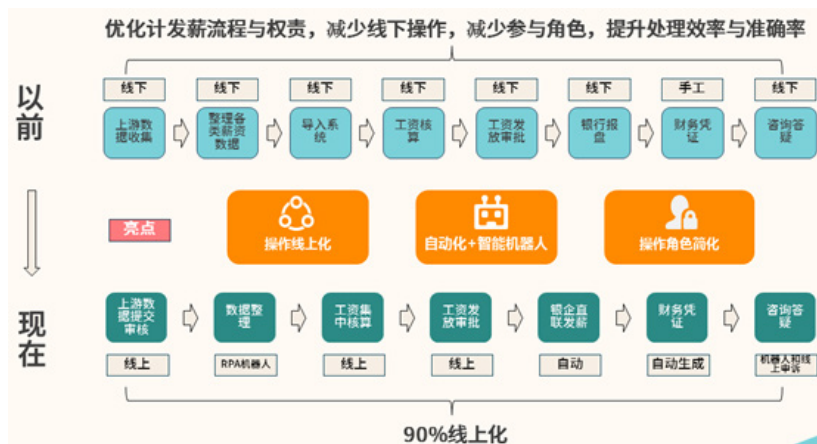 优化计发薪流程与权责，减少线下操作，减少参与角色，提升处理效率与准确率
以前
线下
线下
线下
线下
线下
线下
手工
线下
上游数
据收集
整理各
类薪资
数据
导入系
统
工资核
算
工资发
放审批
银行报
盘
财务凭
证
咨询答
疑
亮点
操作线上化
自动化+智能机器人
操作角色简化
现在
上游数
据提交
审核
数据整
理
工资集
中核算
工资发
放审批
银企直
联发薪
财务凭
证
咨询答
疑
线上
RPA机器人
线上
线上
自动
自动生成
机器人和线
上申诉
90%线上化